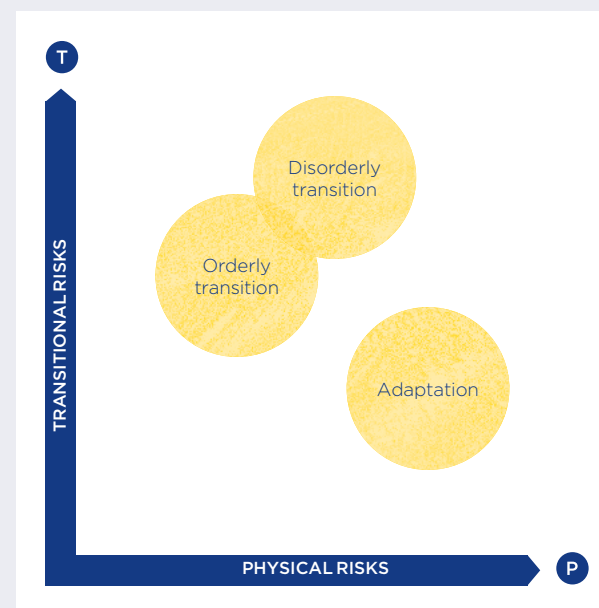 T
Disorderly
transition
Orderly
transition
TRANSITIONAL RISKS
Adaptation
PHYSICAL RISKS
P